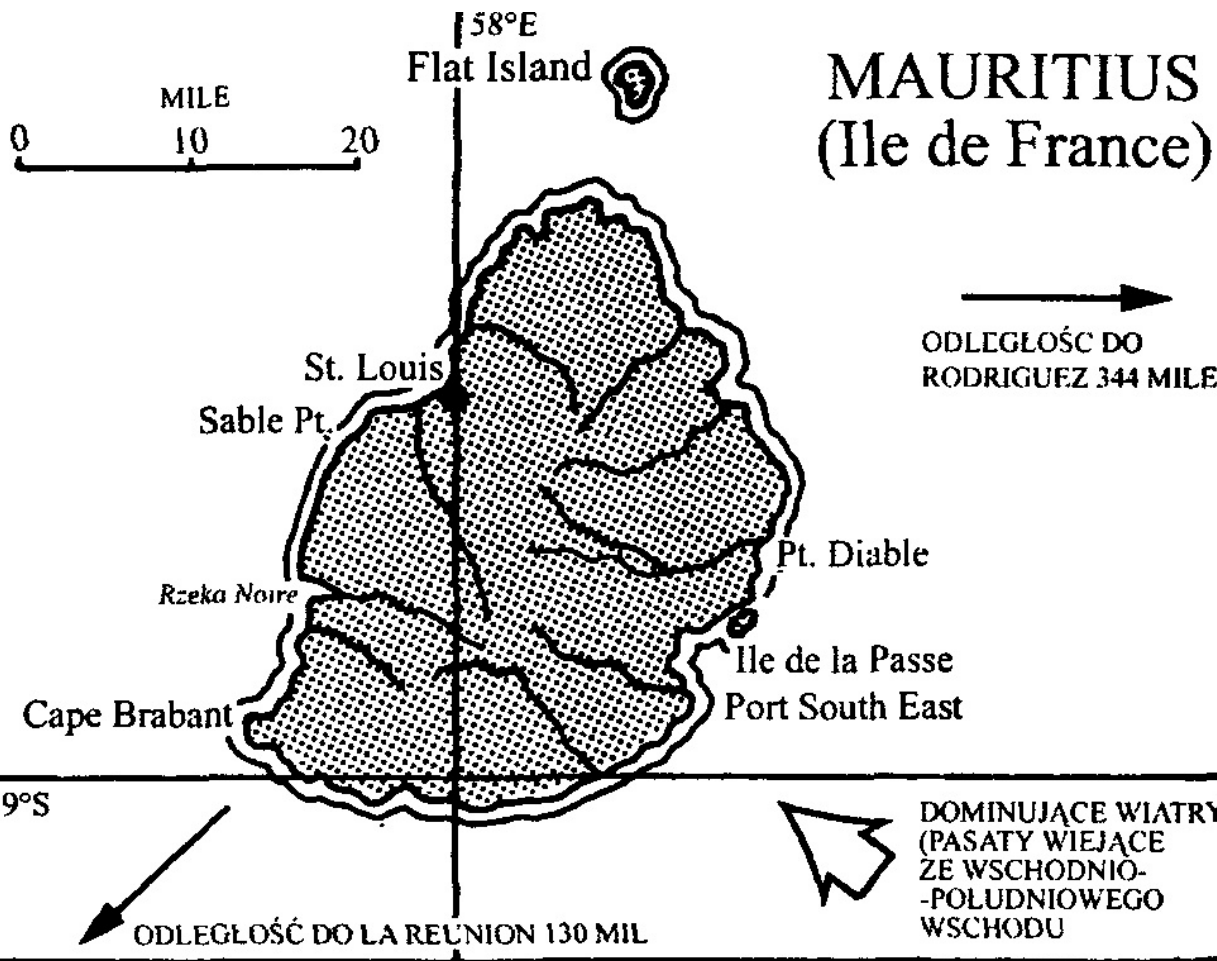 58°E
Flat Island
MILE
0 10 20
MAURITIUS
(Ile de France)
ODLEGŁOŚC DO
RODRIGUEZ 344 MILE
St. Louis
Sable Pt.
Pt. Diable
Rzeka Noire
Ile de la Passe
Port South East
Cape Brabant
9°S
DOMINUJĄCE WIATRY
(PASATY WIEJĄCE
ZE WSCHODNIO-
-POŁUDNIOWEGO
WSCHODU
ODLEGŁOŚĆ DO LA REUNION 130 MIL